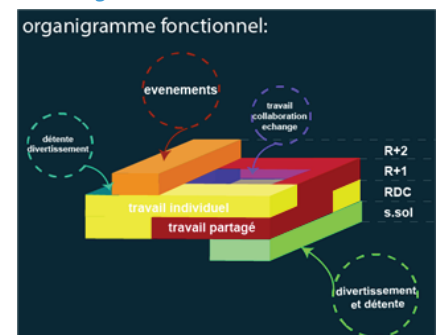 organigramme fonctionnel:
evenements
travail
collaboration
echange
détente
divertissement
R+2
R+1
RDC
s.sol
travail individuel
travail partagé
divertissement
et détente